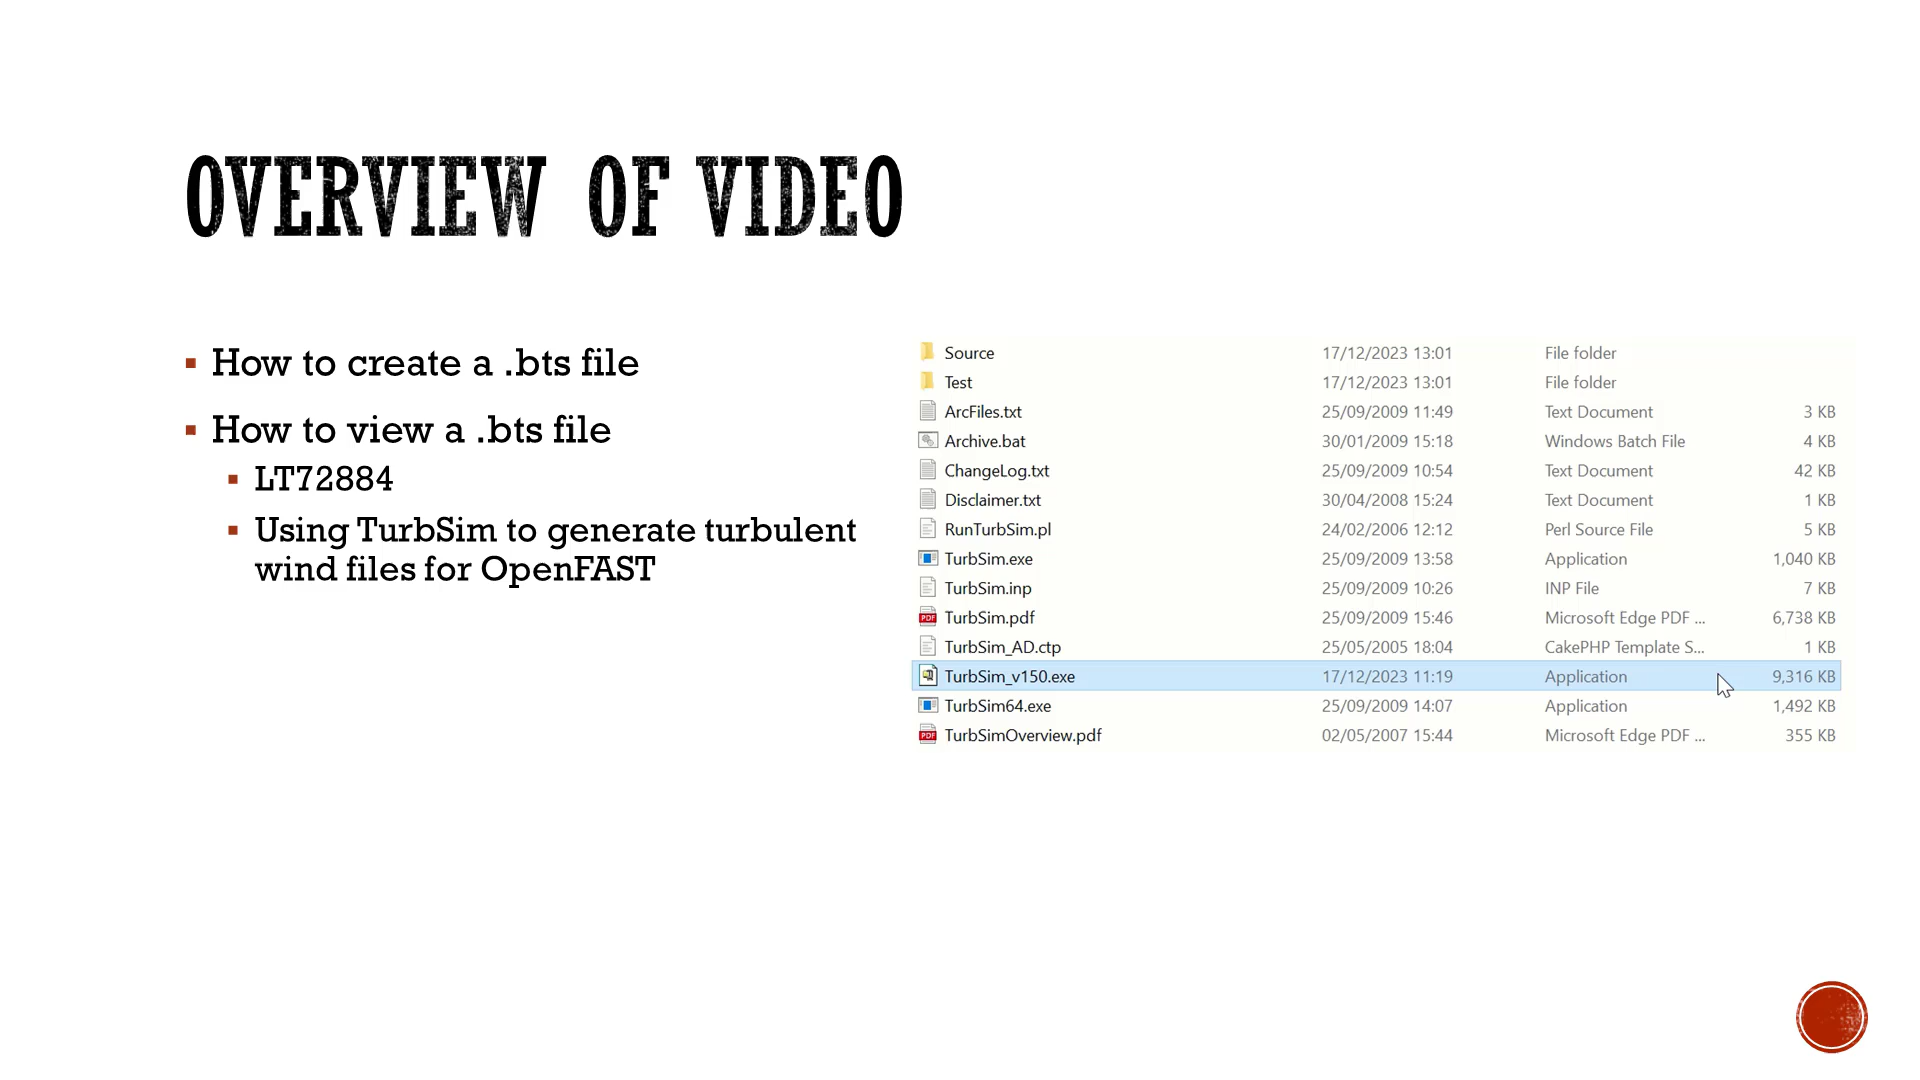 OVERVIEW OF VIDEO
▪ How to create a .bts file
▪ How to view a .bts file
▪ LT72884
▪ Using TurbSim to generate turbulent
wind files for OpenFAST
Source 17/12/2023 13:01 File folder
Test 17/12/2023 13:01 File folder
ArcFiles.txt 25/09/2009 11:49 Text Document 3 KB
Archive.bat 30/01/2009 15:18 Windows Batch File 4 KB
ChangeLog.txt 25/09/2009 10:54 Text Document 42 KB
Disclaimer.txt 30/04/2008 15:24 Text Document 1 KB
RunTurbSim.pl 24/02/2006 12:12 Perl Source File 5 KB
TurbSim.exe 25/09/2009 13:58 Application 1,040 KB
TurbSim.inp 25/09/2009 10:26 INP File 7 KB
TurbSim.pdf 25/09/2009 15:46 Microsoft Edge PDF ... 6,738 KB
TurbSim_AD.ctp 25/05/2005 18:04 CakePHP Template S... 1 KB
TurbSim_v150.exe 17/12/2023 11:19 Application 9,316 KB
TurbSim64.exe 25/09/2009 14:07 Application 1,492 KB
TurbSimOverview.pdf 02/05/2007 15:44 Microsoft Edge PDF ... 355 KB